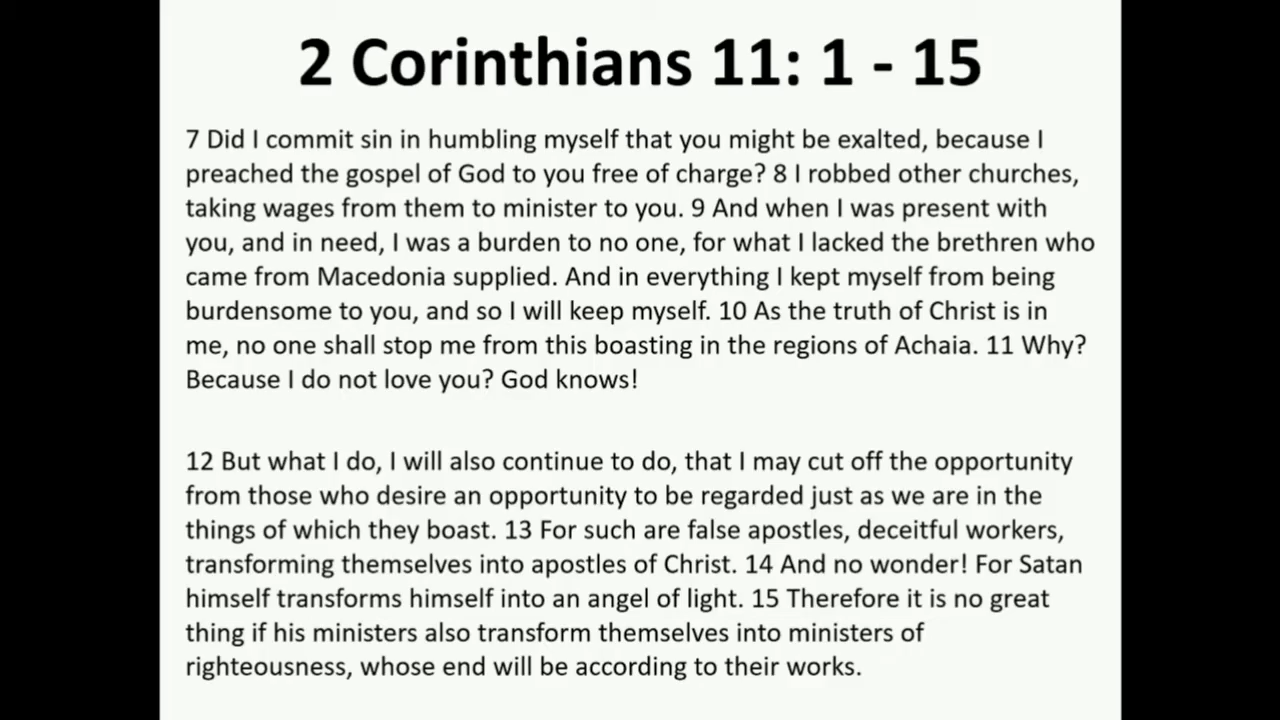 2 Corinthians 11: 1 - 15
7 Did I commit sin in humbling myself that you might be exalted, because I
preached the gospel of God to you free of charge? 8 I robbed other churches,
taking wages from them to minister to you. 9 And when I was present with
you, and in need, I was a burden to no one, for what I lacked the brethren who
came from Macedonia supplied. And in everything I kept myself from being
burdensome to you, and so I will keep myself. 10 As the truth of Christ is in
me, no one shall stop me from this boasting in the regions of Achaia. 11 Why?
Because I do not love you? God knows!
12 But what I do, I will also continue to do, that I may cut off the opportunity
from those who desire an opportunity to be regarded just as we are in the
things of which they boast. 13 For such are false apostles, deceitful workers,
transforming themselves into apostles of Christ. 14 And no wonder! For Satan
himself transforms himself into an angel of light. 15 Therefore it is no great
thing if his ministers also transform themselves into ministers of
righteousness, whose end will be according to their works.